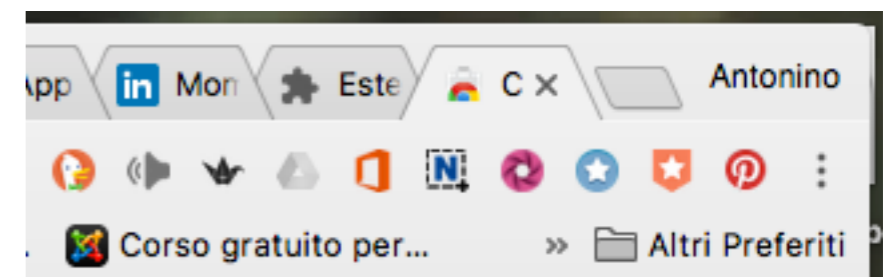 App in Mon Este C Antonino
N
Corso gratuito per... » Altri Preferiti